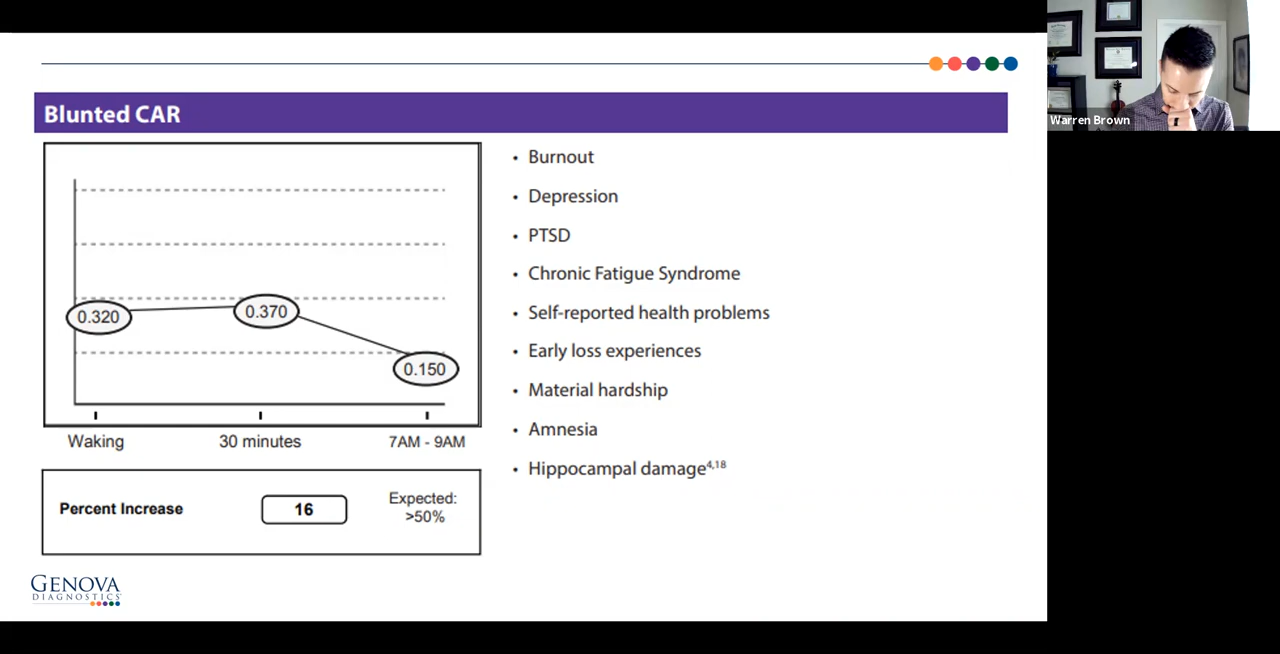 Warren Brown
Blunted CAR
0.320
0.370
0.150
Waking
30 minutes
7AM - 9AM
Percent Increase
16
Expected:
>50%
• Burnout
• Depression
• PTSD
• Chronic Fatigue Syndrome
• Self-reported health problems
• Early loss experiences
• Material hardship
• Amnesia
• Hippocampal damage4,18
GENOVA
DIAGNOSTICS